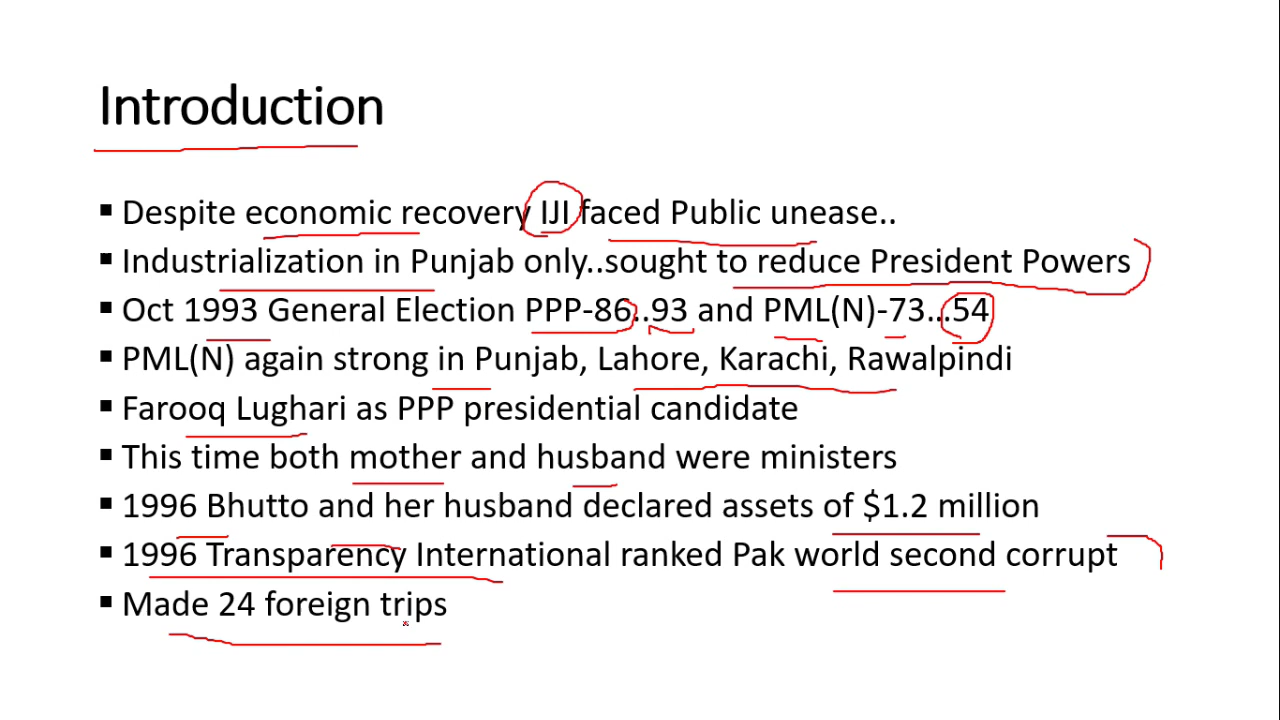 Introduction
▪ Despite economic recovery IJI faced Public unease..
▪ Industrialization in Punjab only..sought to reduce President Powers
▪ Oct 1993 General Election PPP-86..93 and PML(N)-73...54
▪ PML(N) again strong in Punjab, Lahore, Karachi, Rawalpindi
▪ Farooq Lughari as PPP presidential candidate
▪ This time both mother and husband were ministers
▪ 1996 Bhutto and her husband declared assets of $1.2 million
▪ 1996 Transparency International ranked Pak world second corrupt
▪ Made 24 foreign trips